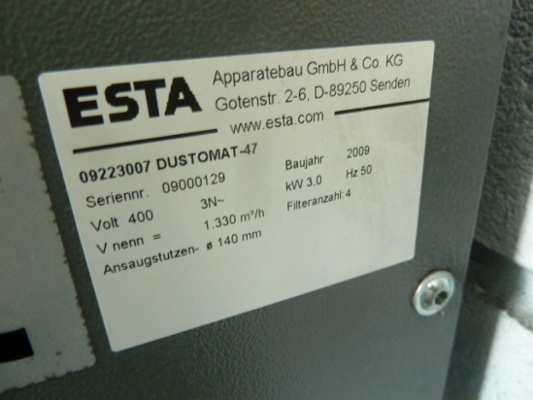 ESTA Apparatebau GmbH & Co. KG
Gotenstr. 2-6, D-89250 Senden
www.esta.com
09223007 DUSTOMAT-47
Seriennr. 09000129 Baujahr 2009
Volt 400 3N~ kW 3,0 Hz 50
V nenn = 1.330 m³/h Filteranzahl: 4
Ansaugstutzen- ø 140 mm